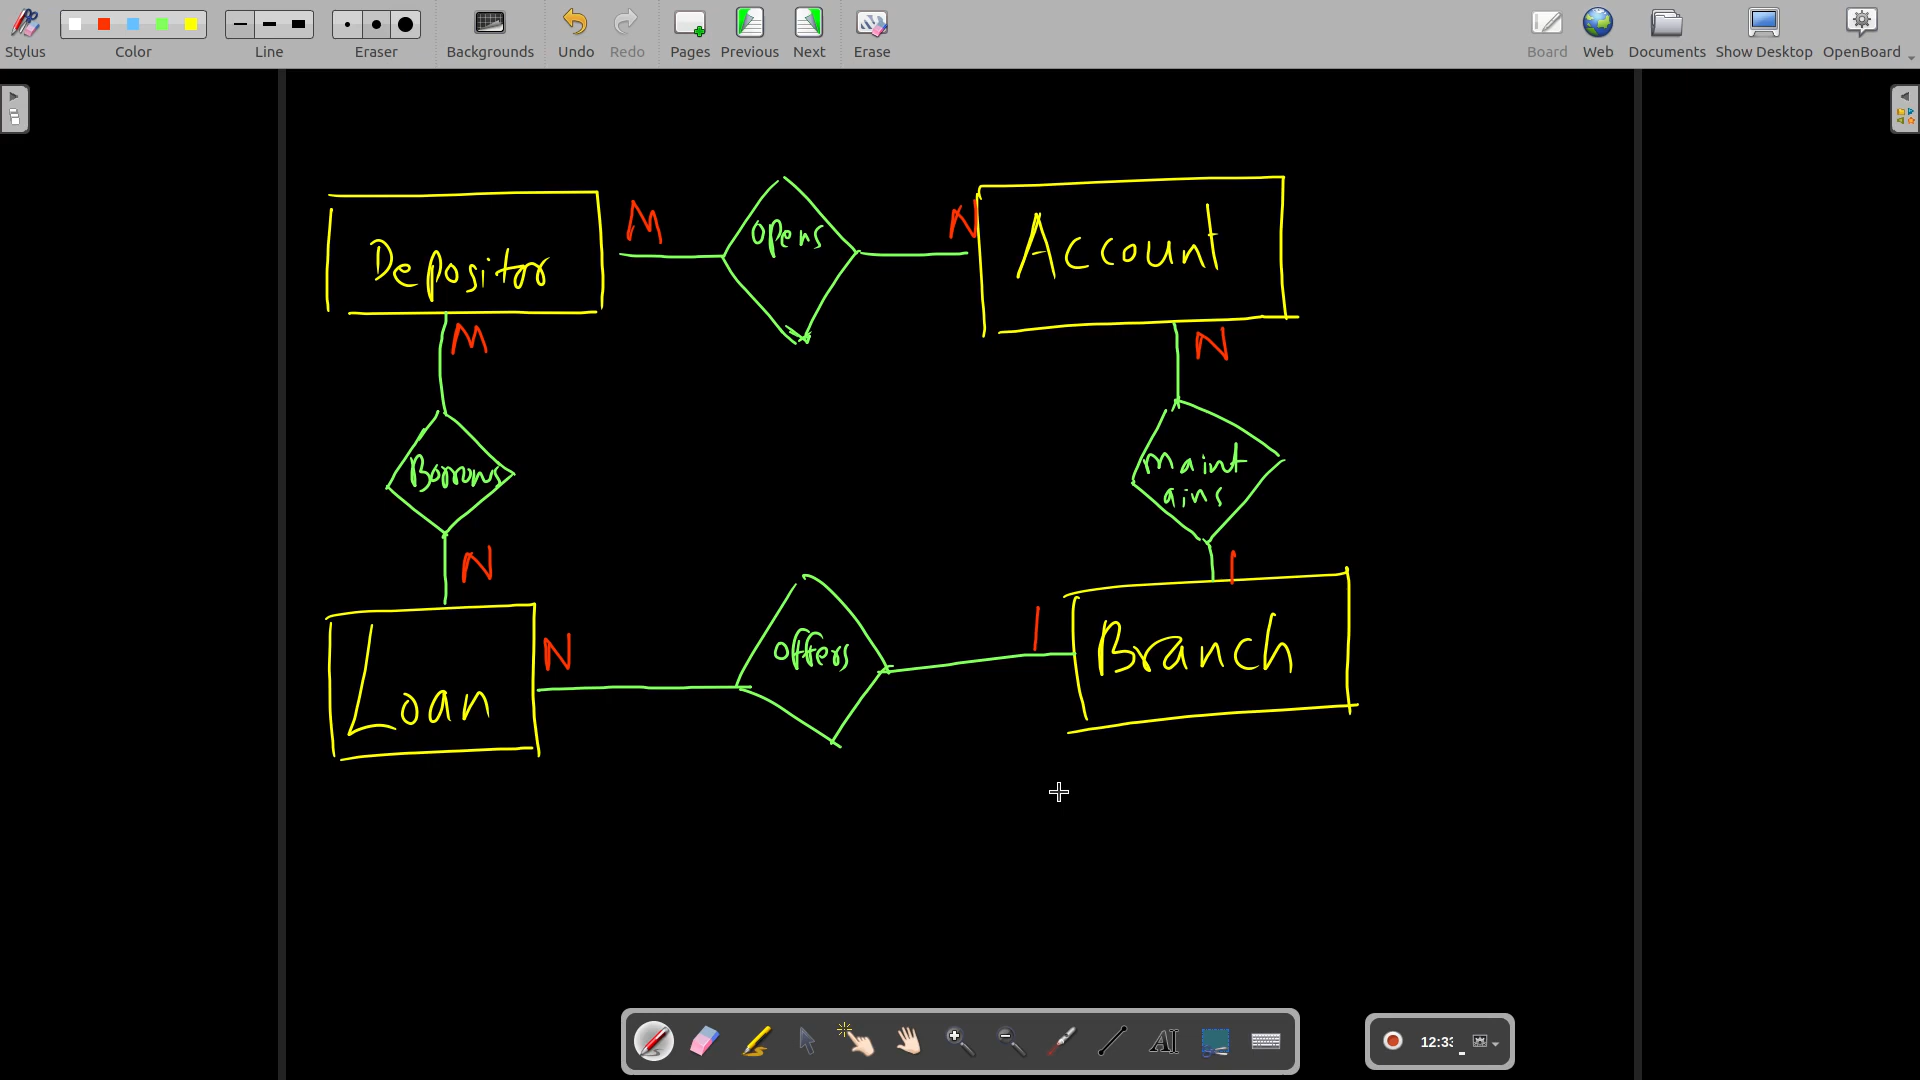 Stylus
Color
Line
Eraser
Backgrounds
Undo
Redo
Pages
Previous
Next
Erase
Board
Web
Documents
Show Desktop
OpenBoard
Depositor
M
opens
N
Account
M
N
Borrows
maint
ains
N
1
Loan
N
offers
1
Branch
AI
12:33